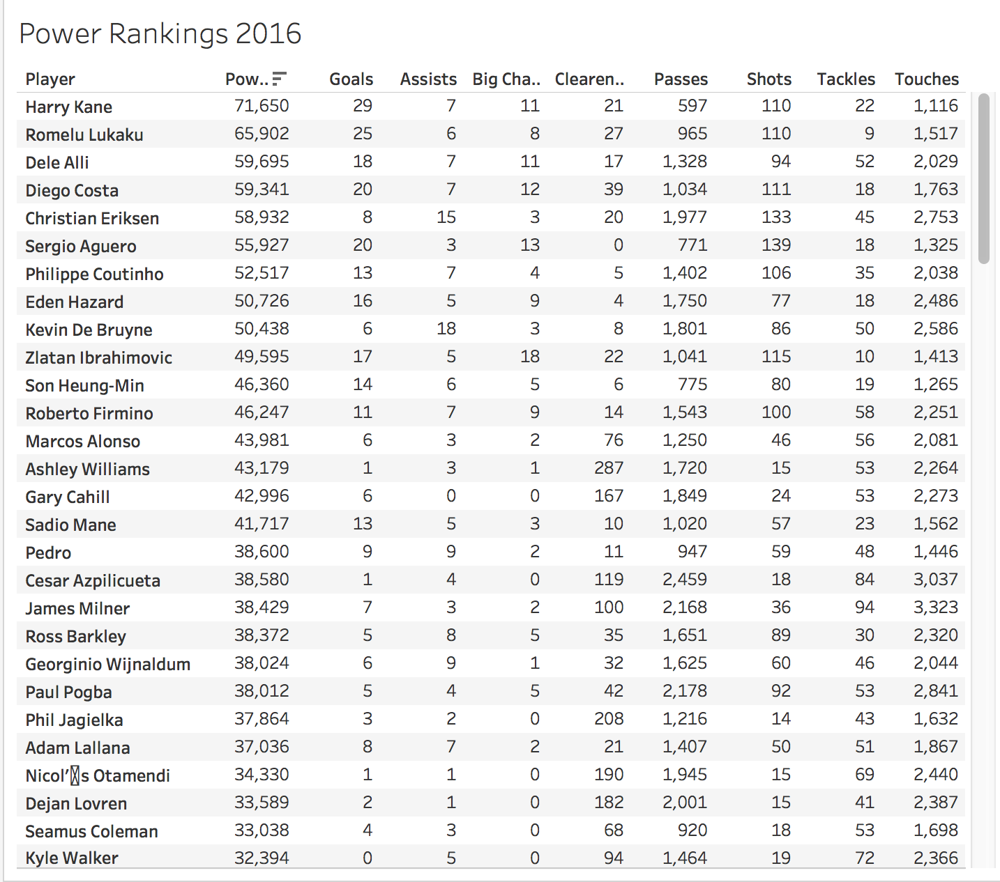 Power Rankings 2016
Player Pow.. Goals Assists Big Cha.. Clearen.. Passes Shots Tackles Touches
Harry Kane 71,650 29 7 11 21 597 110 22 1,116
Romelu Lukaku 65,902 25 6 8 27 965 110 9 1,517
Dele Alli 59,695 18 7 11 17 1,328 94 52 2,029
Diego Costa 59,341 20 7 12 39 1,034 111 18 1,763
Christian Eriksen 58,932 8 15 3 20 1,977 133 45 2,753
Sergio Aguero 55,927 20 3 13 0 771 139 18 1,325
Philippe Coutinho 52,517 13 7 4 5 1,402 106 35 2,038
Eden Hazard 50,726 16 5 9 4 1,750 77 18 2,486
Kevin De Bruyne 50,438 6 18 3 8 1,801 86 50 2,586
Zlatan Ibrahimovic 49,595 17 5 18 22 1,041 115 10 1,413
Son Heung-Min 46,360 14 6 5 6 775 80 19 1,265
Roberto Firmino 46,247 11 7 9 14 1,543 100 58 2,251
Marcos Alonso 43,981 6 3 2 76 1,250 46 56 2,081
Ashley Williams 43,179 1 3 1 287 1,720 15 53 2,264
Gary Cahill 42,996 6 0 0 167 1,849 24 53 2,273
Sadio Mane 41,717 13 5 3 10 1,020 57 23 1,562
Pedro 38,600 9 9 2 11 947 59 48 1,446
Cesar Azpilicueta 38,580 1 4 0 119 2,459 18 84 3,037
James Milner 38,429 7 3 2 100 2,168 36 94 3,323
Ross Barkley 38,372 5 8 5 35 1,651 89 30 2,320
Georginio Wijnaldum 38,024 6 9 1 32 1,625 60 46 2,044
Paul Pogba 38,012 5 4 5 42 2,178 92 53 2,841
Phil Jagielka 37,864 3 2 0 208 1,216 14 43 1,632
Adam Lallana 37,036 8 7 2 21 1,407 50 51 1,867
Nicol’�s Otamendi 34,330 1 1 0 190 1,945 15 69 2,440
Dejan Lovren 33,589 2 1 0 182 2,001 15 41 2,387
Seamus Coleman 33,038 4 3 0 68 920 18 53 1,698
Kyle Walker 32,394 0 5 0 94 1,464 19 72 2,366